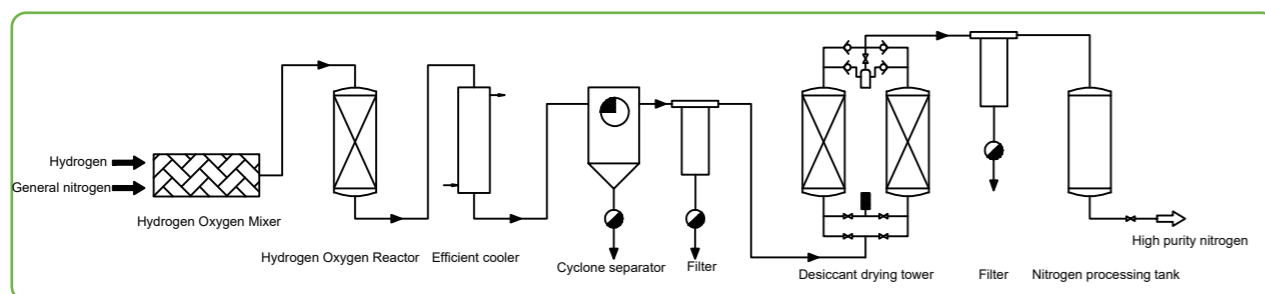 Hydrogen
General nitrogen
Hydrogen Oxygen Mixer
Hydrogen Oxygen Reactor
Efficient cooler
Cyclone separator
Filter
Desiccant drying tower
Filter
Nitrogen processing tank
High purity nitrogen